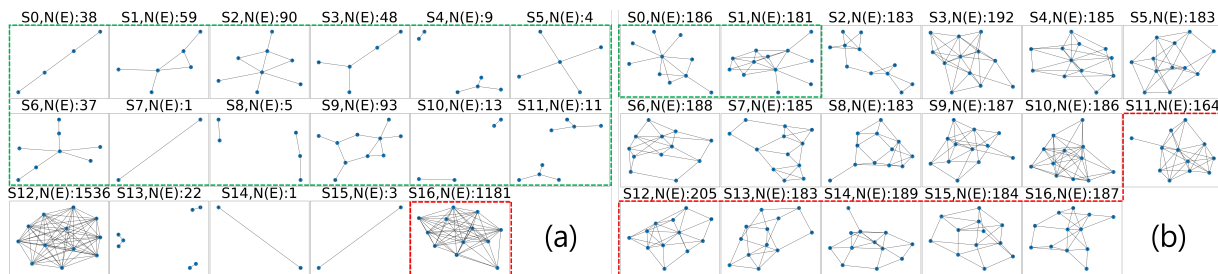 S0,N(E):38 S1,N(E):59 S2,N(E):90 S3,N(E):48 S4,N(E):9 S5,N(E):4
S6,N(E):37 S7,N(E):1 S8,N(E):5 S9,N(E):93 S10,N(E):13 S11,N(E):11
S12,N(E):1536 S13,N(E):22 S14,N(E):1 S15,N(E):3 S16,N(E):1181
(a)
S0,N(E):186 S1,N(E):181 S2,N(E):183 S3,N(E):192 S4,N(E):185 S5,N(E):183
S6,N(E):188 S7,N(E):185 S8,N(E):183 S9,N(E):187 S10,N(E):186 S11,N(E):164
S12,N(E):205 S13,N(E):183 S14,N(E):189 S15,N(E):184 S16,N(E):187
(b)